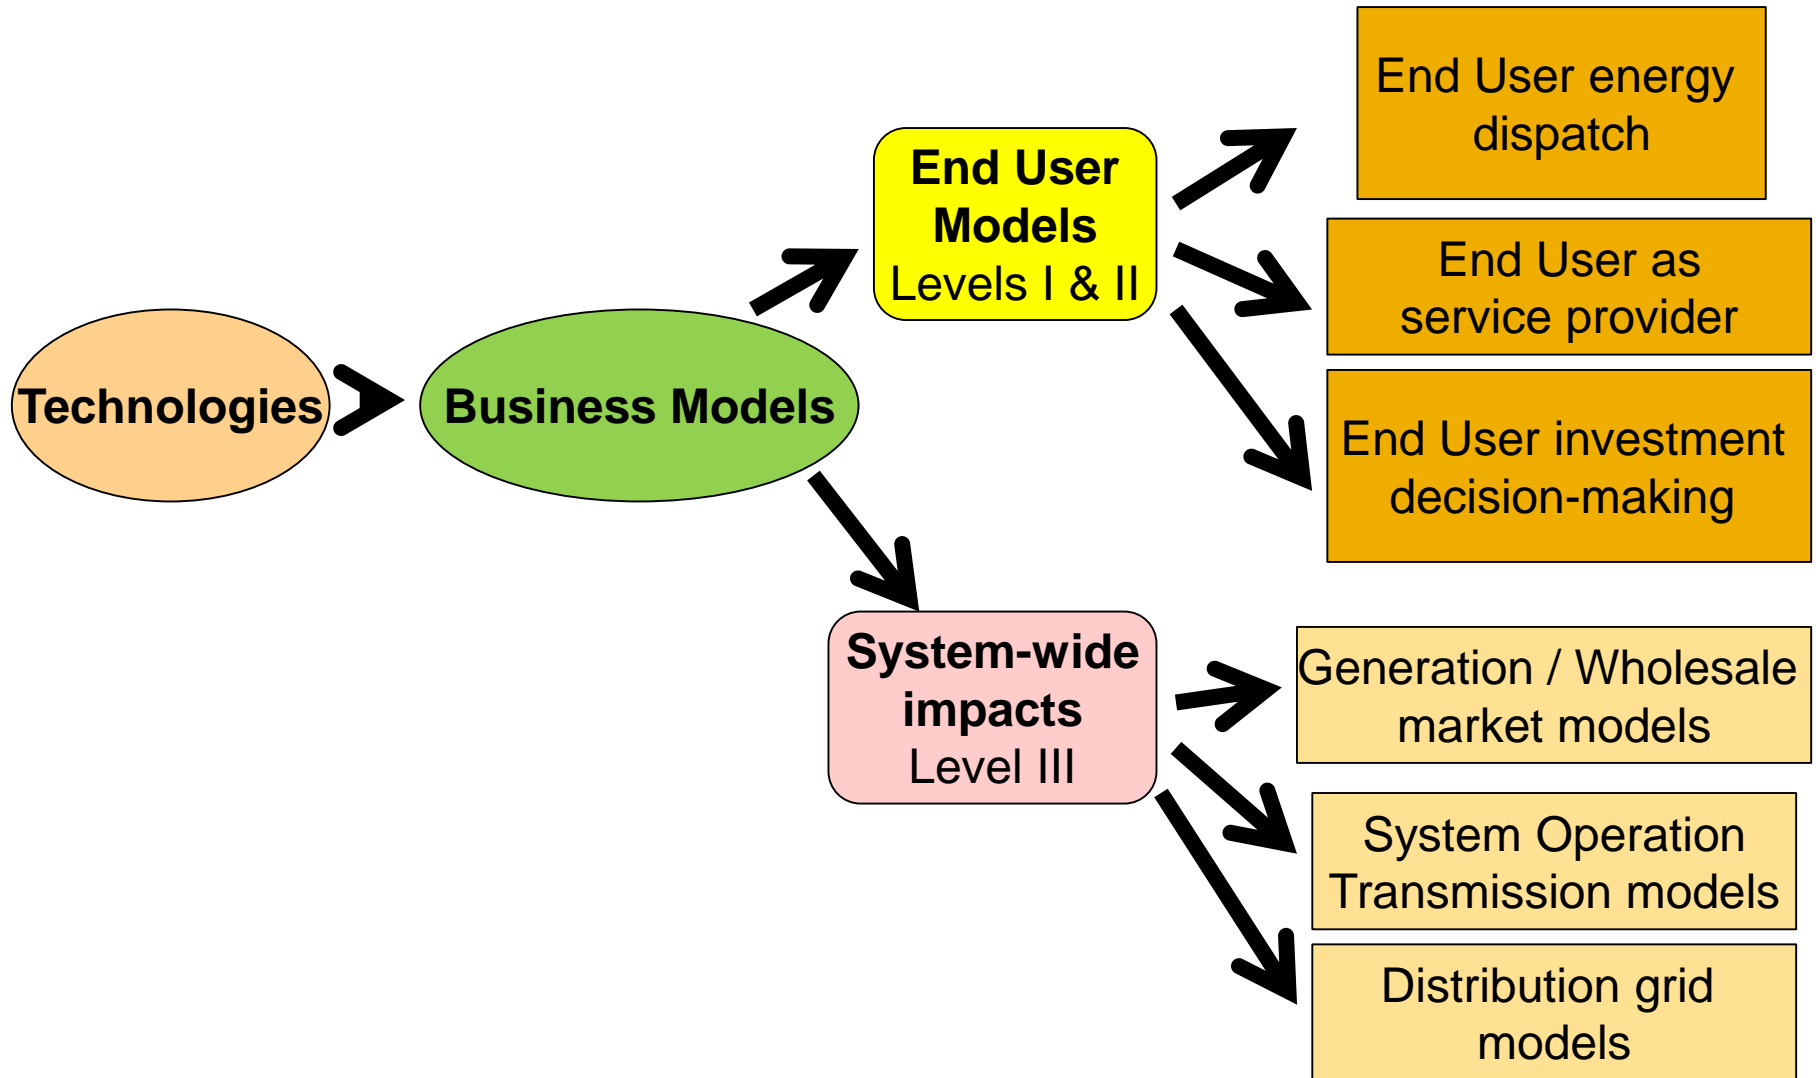 Technologies
Business Models
End User
Models
Levels I & II
End User energy
dispatch
End User as
service provider
End User investment
decision-making
System-wide
impacts
Level III
Generation / Wholesale
market models
System Operation
Transmission models
Distribution grid
models